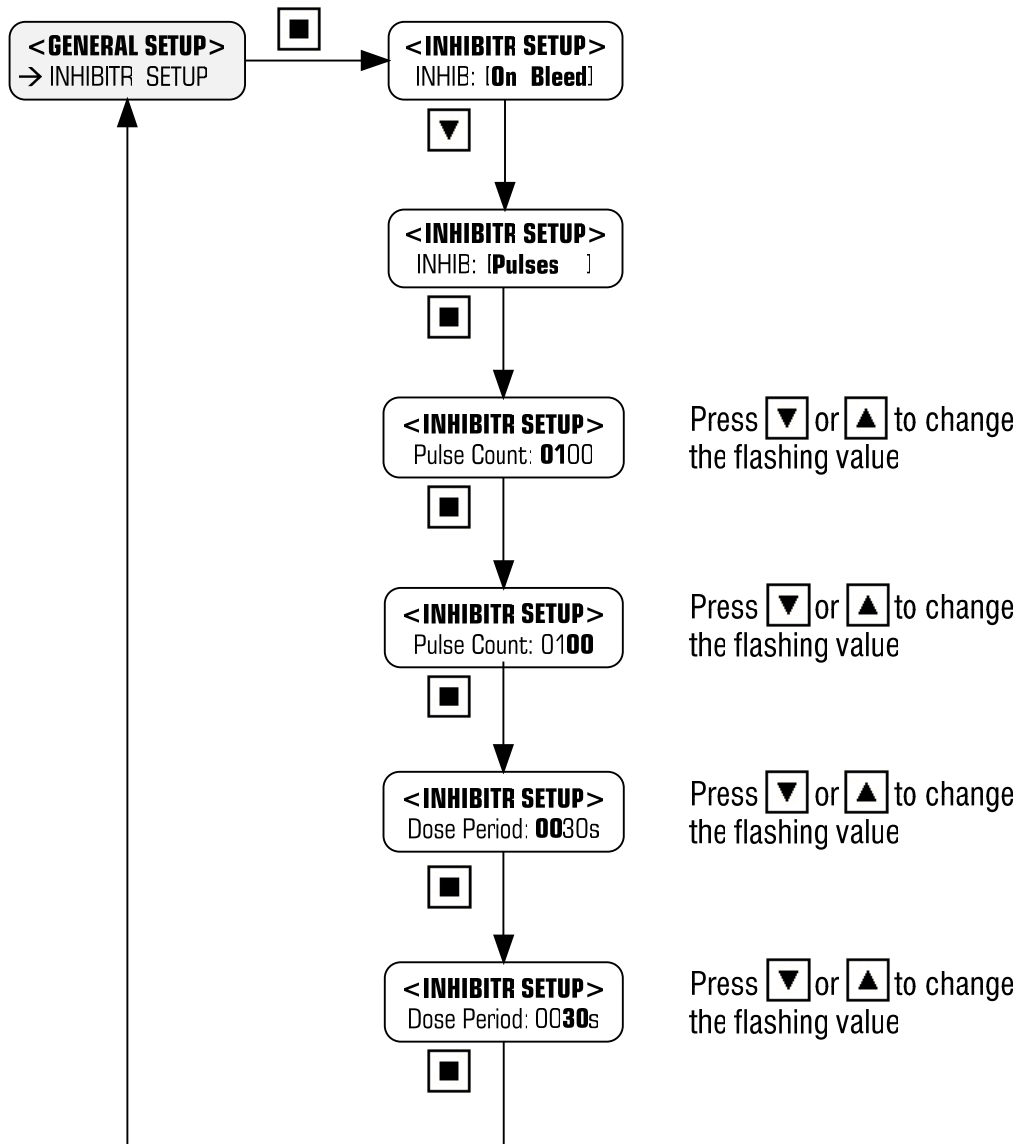 <GENERAL SETUP>
→ INHIBITR SETUP
<INHIBITR SETUP>
INHIB: [On Bleed]
<INHIBITR SETUP>
INHIB: [Pulses ]
<INHIBITR SETUP>
Pulse Count: 0100
Press ▼ or ▲ to change
the flashing value
<INHIBITR SETUP>
Pulse Count: 0100
Press ▼ or ▲ to change
the flashing value
<INHIBITR SETUP>
Dose Period: 0030s
Press ▼ or ▲ to change
the flashing value
<INHIBITR SETUP>
Dose Period: 0030s
Press ▼ or ▲ to change
the flashing value